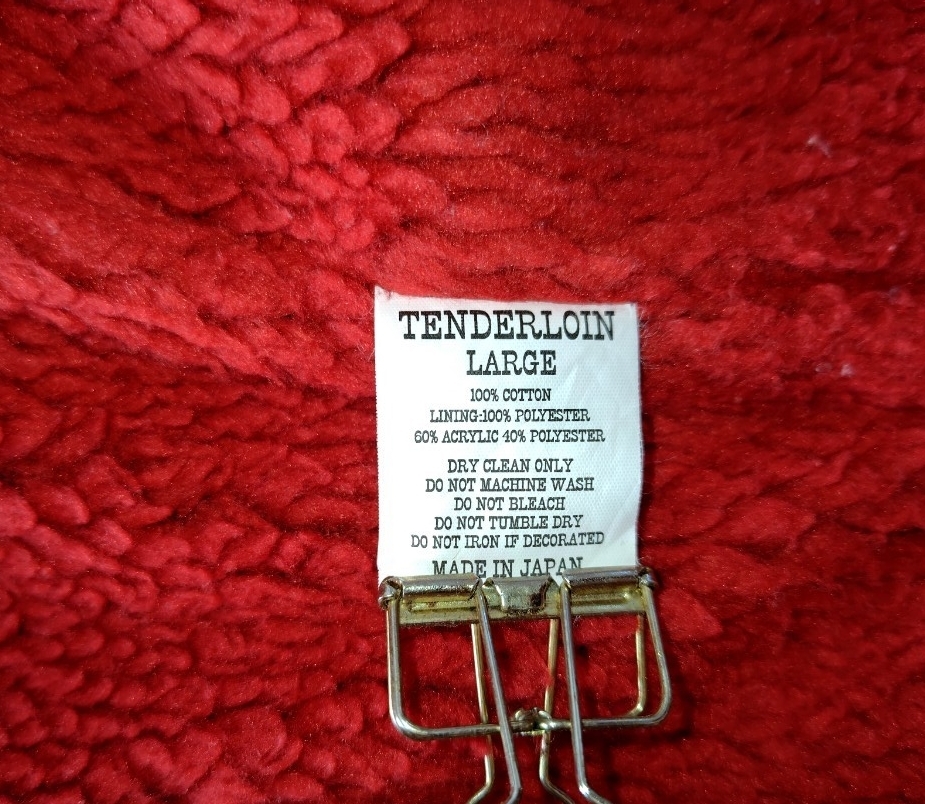 TENDERLOIN
LARGE
100% COTTON
LINING:100% POLYESTER
60% ACRYLIC 40% POLYESTER
DRY CLEAN ONLY
DO NOT MACHINE WASH
DO NOT BLEACH
DO NOT TUMBLE DRY
DO NOT IRON IF DECORATED
MADE IN JAPAN